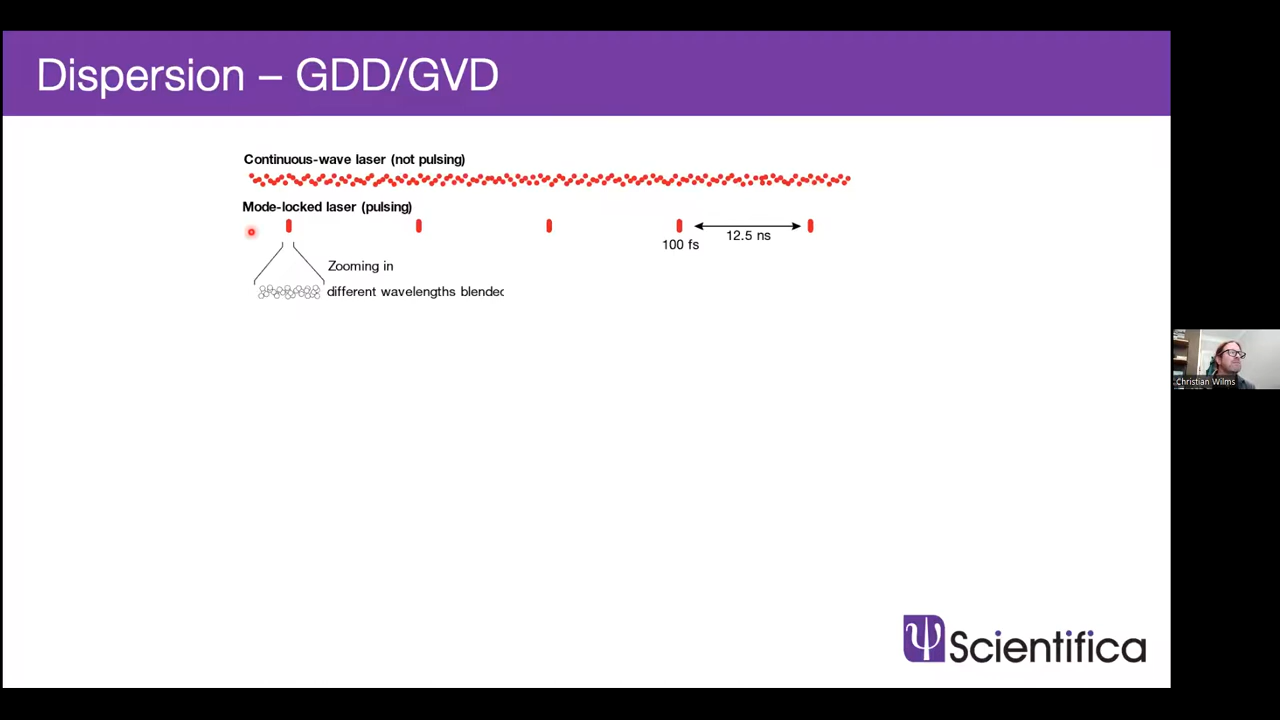 Dispersion – GDD/GVD
Continuous-wave laser (not pulsing)
Mode-locked laser (pulsing)
100 fs
12.5 ns
Zooming in
different wavelengths blended
Christian Wilms
ψ Scientifica